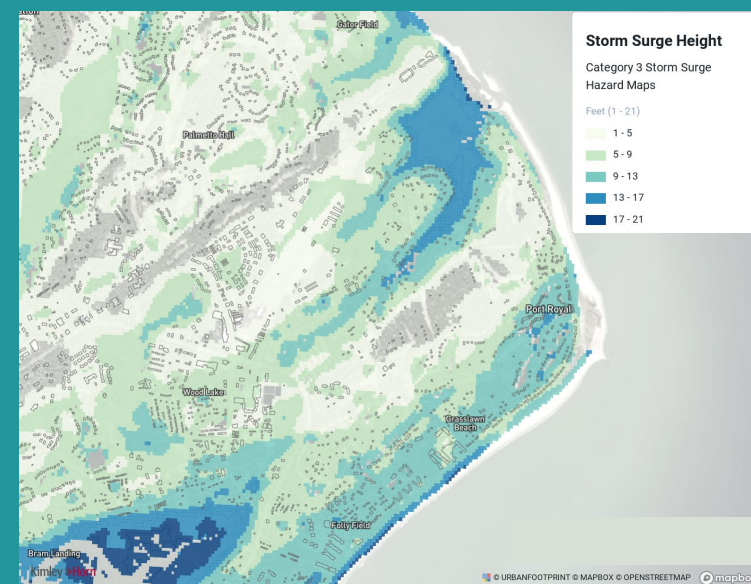 Gator Field
Storm Surge Height
Category 3 Storm Surge
Hazard Maps
Feet (1 - 21)
1 - 5
5 - 9
9 - 13
13 - 17
17 - 21
Palmetto Hall
Port Royal
Wood Lake
Grasslawn
Beach
Folly Field
Bram Landing
Kimley»Horn
© URBANFOOTPRINT © MAPBOX © OPENSTREETMAP